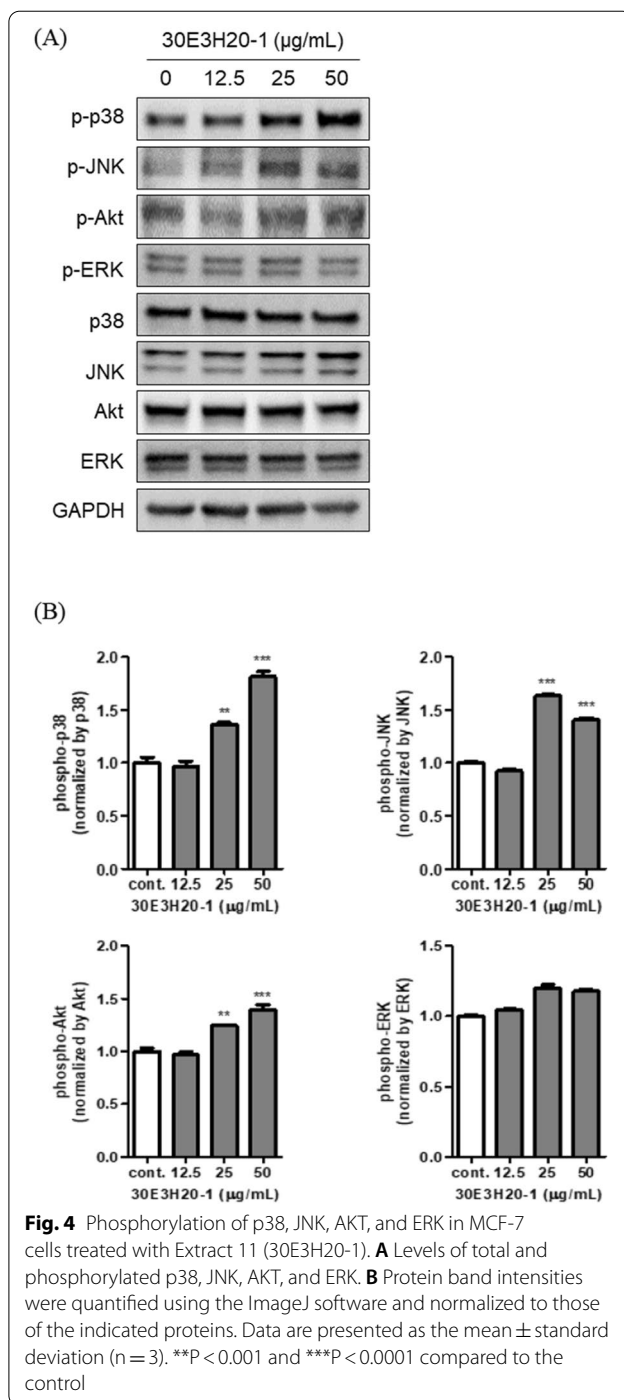 (A)
30E3H20-1 (µg/mL)
0 12.5 25 50
p-p38
p-JNK
p-Akt
p-ERK
p38
JNK
Akt
ERK
GAPDH
(B)
phospho-p38
(normalized by p38)
2.0
1.5
1.0
0.5
0.0
** ***
cont. 12.5 25 50
30E3H20-1 (µg/mL)
phospho-JNK
(normalized by JNK)
2.0
1.5
1.0
0.5
0.0
*** ***
cont. 12.5 25 50
30E3H20-1 (µg/mL)
phospho-Akt
(normalized by Akt)
2.0
1.5
1.0
0.5
0.0
** ***
cont. 12.5 25 50
30E3H20-1 (µg/mL)
phospho-ERK
(normalized by ERK)
1.5
1.0
0.5
0.0
cont. 12.5 25 50
30E3H20-1 (µg/mL)
Fig. 4 Phosphorylation of p38, JNK, AKT, and ERK in MCF-7
cells treated with Extract 11 (30E3H20-1). A Levels of total and
phosphorylated p38, JNK, AKT, and ERK. B Protein band intensities
were quantified using the ImageJ software and normalized to those
of the indicated proteins. Data are presented as the mean ± standard
deviation (n = 3). **P < 0.001 and ***P < 0.0001 compared to the
control